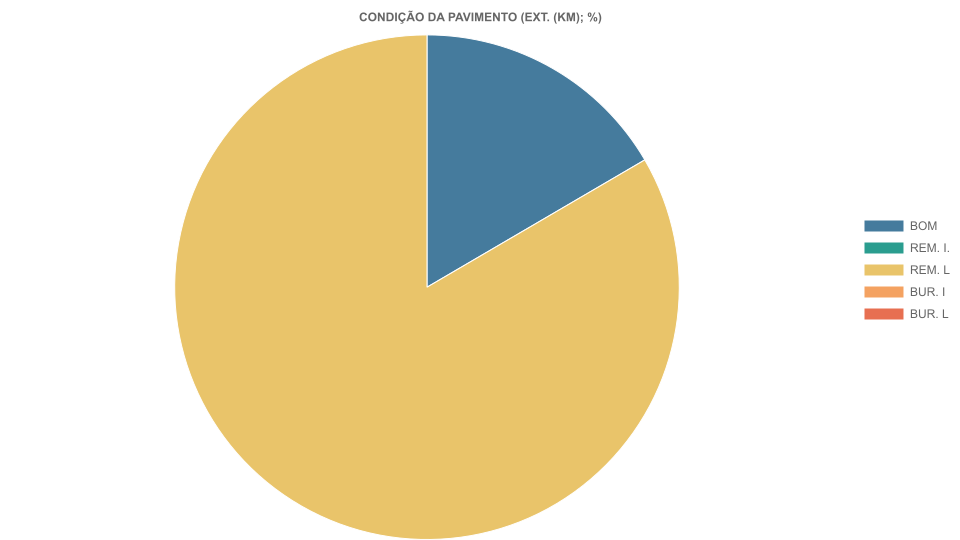 CONDIÇÃO DA PAVIMENTO (EXT. (KM); %)
BOM
REM. I.
REM. L
BUR. I
BUR. L